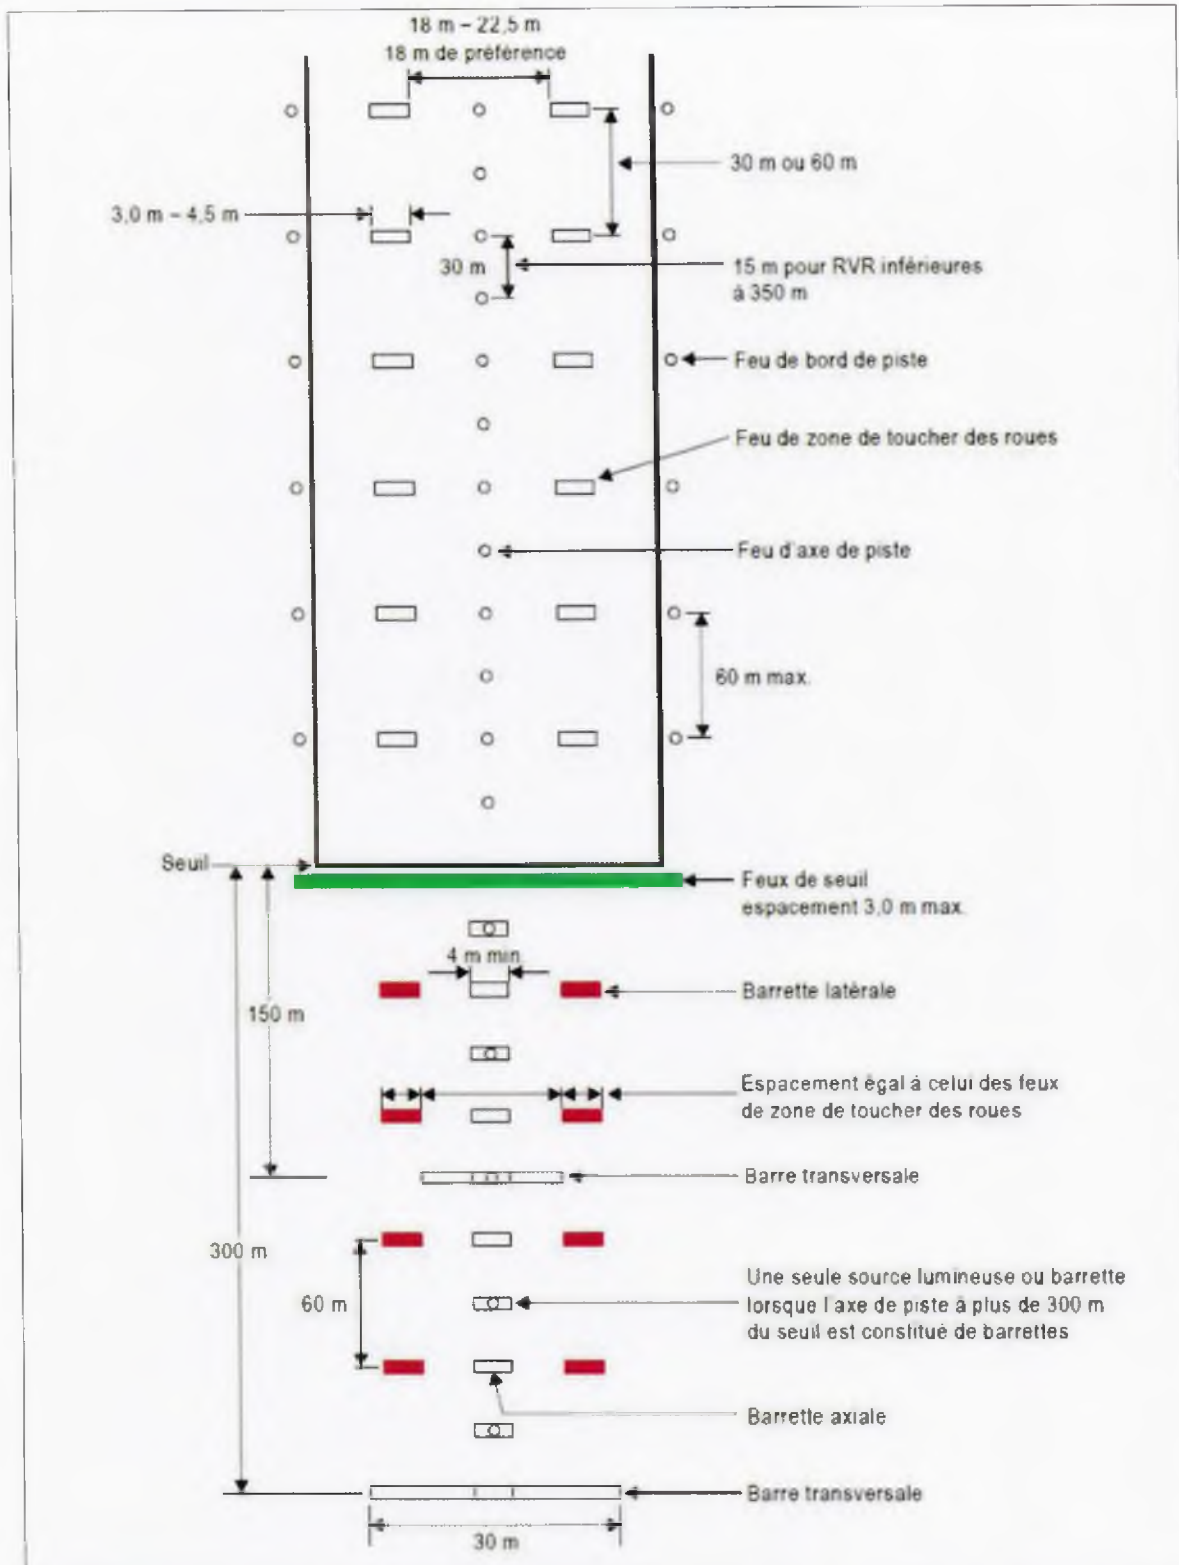 18 m – 22,5 m
18 m de préférence
30 m ou 60 m
3,0 m – 4,5 m
30 m
15 m pour RVR inférieures
à 350 m
Feu de bord de piste
Feu de zone de toucher des roues
Feu d'axe de piste
60 m max.
Seuil
Feux de seuil
espacement 3,0 m max.
4 m min.
Barrette latérale
150 m
Espacement égal à celui des feux
de zone de toucher des roues
Barre transversale
300 m
60 m
Une seule source lumineuse ou barrette
lorsque l'axe de piste à plus de 300 m
du seuil est constitué de barrettes
Barrette axiale
Barre transversale
30 m